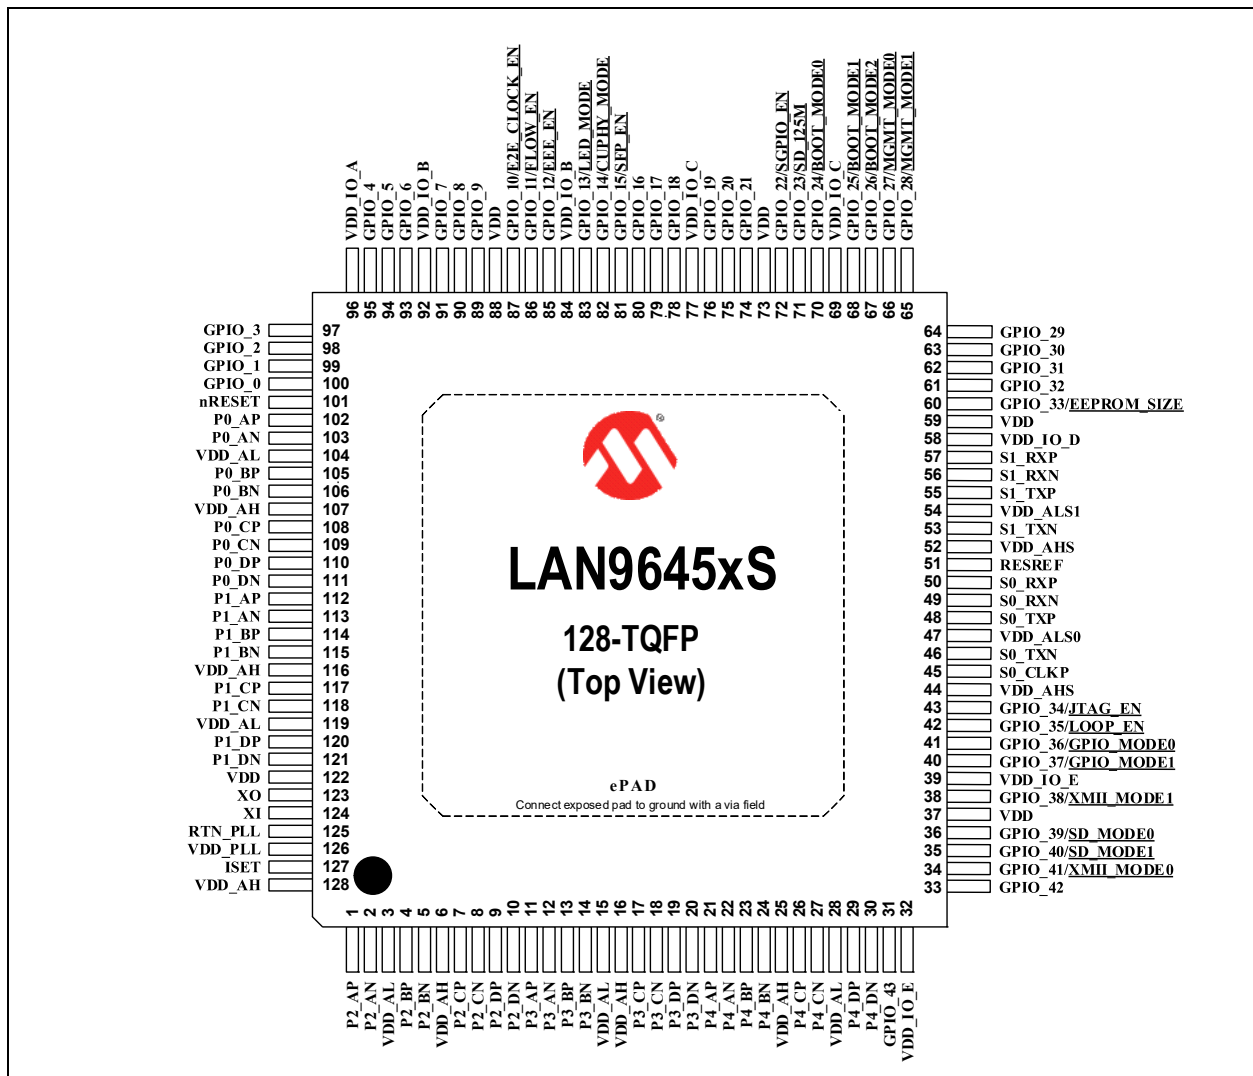 VDD_IO_A
GPIO_4
GPIO_5
GPIO_6
VDD_IO_B
GPIO_7
GPIO_8
GPIO_9
VDD
GPIO_10/E2E_CLOCK_EN
GPIO_11/FLOW_EN
GPIO_12/EEE_EN
VDD_IO_B
GPIO_13/LED_MODE
GPIO_14/CUPHY_MODE
GPIO_15/SFP_EN
GPIO_16
GPIO_17
GPIO_18
VDD_IO_C
GPIO_19
GPIO_20
GPIO_21
VDD
GPIO_22/SGPIO_EN
GPIO_23/SD_125M
GPIO_24/BOOT_MODE0
VDD_IO_C
GPIO_25/BOOT_MODE1
GPIO_26/BOOT_MODE2
GPIO_27/MGMT_MODE0
GPIO_28/MGMT_MODE1
96 95 94 93 92 91 90 89 88 87 86 85 84 83 82 81 80 79 78 77 76 75 74 73 72 71 70 69 68 67 66 65
GPIO_3 97
GPIO_2 98
GPIO_1 99
GPIO_0 100
nRESET 101
P0_AP 102
P0_AN 103
VDD_AL 104
P0_BP 105
P0_BN 106
VDD_AH 107
P0_CP 108
P0_CN 109
P0_DP 110
P0_DN 111
P1_AP 112
P1_AN 113
P1_BP 114
P1_BN 115
VDD_AH 116
P1_CP 117
P1_CN 118
VDD_AL 119
P1_DP 120
P1_DN 121
VDD 122
XO 123
XI 124
RTN_PLL 125
VDD_PLL 126
ISET 127
VDD_AH 128
®
LAN9645xS
128-TQFP
(Top View)
ePAD
Connect exposed pad to ground with a via field
64 GPIO_29
63 GPIO_30
62 GPIO_31
61 GPIO_32
60 GPIO_33/EEPROM_SIZE
59 VDD
58 VDD_IO_D
57 S1_RXP
56 S1_RXN
55 S1_TXP
54 VDD_ALS1
53 S1_TXN
52 VDD_AHS
51 RESREF
50 S0_RXP
49 S0_RXN
48 S0_TXP
47 VDD_ALS0
46 S0_TXN
45 S0_CLKP
44 VDD_AHS
43 GPIO_34/JTAG_EN
42 GPIO_35/LOOP_EN
41 GPIO_36/GPIO_MODE0
40 GPIO_37/GPIO_MODE1
39 VDD_IO_E
38 GPIO_38/XMII_MODE1
37 VDD
36 GPIO_39/SD_MODE0
35 GPIO_40/SD_MODE1
34 GPIO_41/XMII_MODE0
33 GPIO_42
1 2 3 4 5 6 7 8 9 10 11 12 13 14 15 16 17 18 19 20 21 22 23 24 25 26 27 28 29 30 31 32
P2_AP
P2_AN
VDD_AL
P2_BP
P2_BN
VDD_AH
P2_CP
P2_CN
P2_DP
P2_DN
P3_AP
P3_AN
P3_BP
P3_BN
VDD_AL
VDD_AH
P3_CP
P3_CN
P3_DP
P3_DN
P4_AP
P4_AN
P4_BP
P4_BN
VDD_AH
P4_CP
P4_CN
VDD_AL
P4_DP
P4_DN
GPIO_43
VDD_IO_E